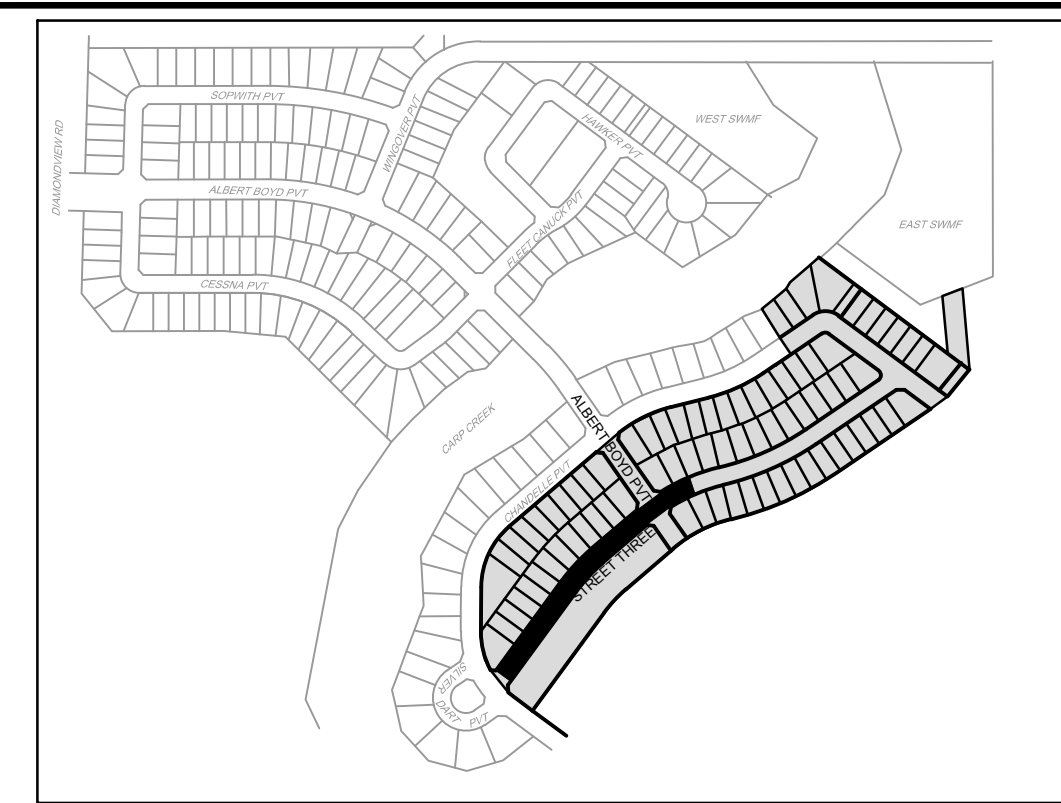 SOPWITH PVT
WINGOVER PVT
HAWKER PVT
WEST SWMF
DIAMONDVIEW RD
ALBERT BOYD PVT
FLEET CANUCK PVT
EAST SWMF
CESSNA PVT
CARP CREEK
ALBERT BOYD PVT
CHANDELLE PVT
STREET THREE
SILVER
DART
PVT